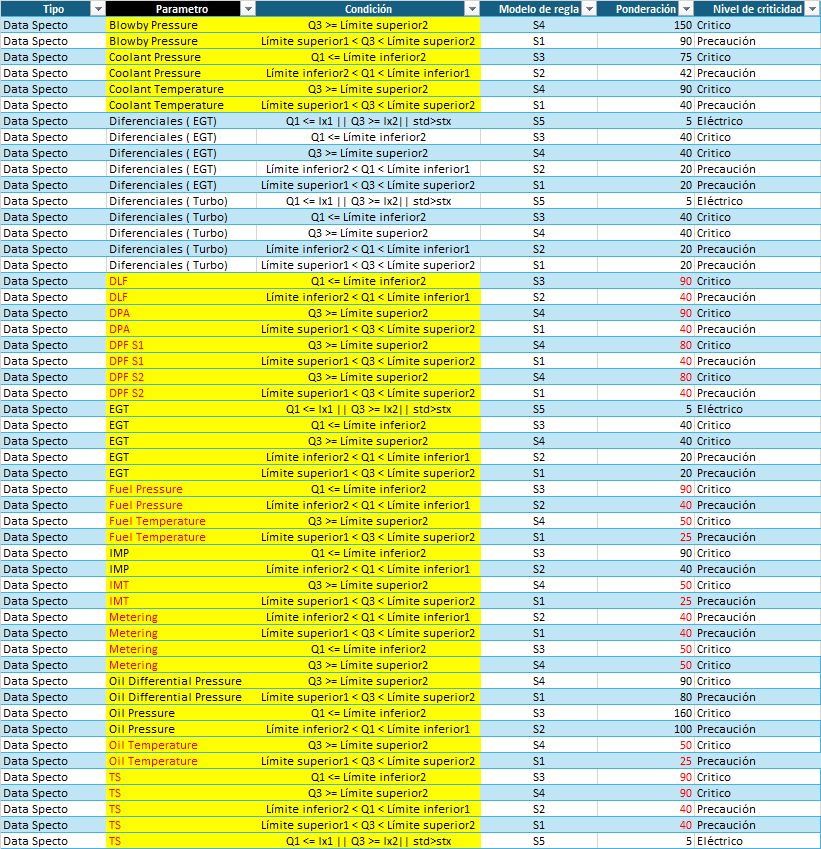 Tipo Parametro Condición Modelo de regla Ponderación Nivel de criticidad
Data Specto Blowby Pressure Q3 >= Límite superior2 S4 150 Critico
Data Specto Blowby Pressure Límite superior1 < Q3 < Límite superior2 S1 90 Precaución
Data Specto Coolant Pressure Q1 <= Límite inferior2 S3 75 Critico
Data Specto Coolant Pressure Límite inferior2 < Q1 < Límite inferior1 S2 42 Precaución
Data Specto Coolant Temperature Q3 >= Límite superior2 S4 90 Critico
Data Specto Coolant Temperature Límite superior1 < Q3 < Límite superior2 S1 40 Precaución
Data Specto Diferenciales ( EGT) Q1 <= lx1 || Q3 >= lx2|| std>stx S5 5 Eléctrico
Data Specto Diferenciales ( EGT) Q1 <= Límite inferior2 S3 40 Critico
Data Specto Diferenciales ( EGT) Q3 >= Límite superior2 S4 40 Critico
Data Specto Diferenciales ( EGT) Límite inferior2 < Q1 < Límite inferior1 S2 20 Precaución
Data Specto Diferenciales ( EGT) Límite superior1 < Q3 < Límite superior2 S1 20 Precaución
Data Specto Diferenciales ( Turbo) Q1 <= lx1 || Q3 >= lx2|| std>stx S5 5 Eléctrico
Data Specto Diferenciales ( Turbo) Q1 <= Límite inferior2 S3 40 Critico
Data Specto Diferenciales ( Turbo) Q3 >= Límite superior2 S4 40 Critico
Data Specto Diferenciales ( Turbo) Límite inferior2 < Q1 < Límite inferior1 S2 20 Precaución
Data Specto Diferenciales ( Turbo) Límite superior1 < Q3 < Límite superior2 S1 20 Precaución
Data Specto DLF Q1 <= Límite inferior2 S3 90 Critico
Data Specto DLF Límite inferior2 < Q1 < Límite inferior1 S2 40 Precaución
Data Specto DPA Q3 >= Límite superior2 S4 90 Critico
Data Specto DPA Límite superior1 < Q3 < Límite superior2 S1 40 Precaución
Data Specto DPF S1 Q3 >= Límite superior2 S4 80 Critico
Data Specto DPF S1 Límite superior1 < Q3 < Límite superior2 S1 40 Precaución
Data Specto DPF S2 Q3 >= Límite superior2 S4 80 Critico
Data Specto DPF S2 Límite superior1 < Q3 < Límite superior2 S1 40 Precaución
Data Specto EGT Q1 <= lx1 || Q3 >= lx2|| std>stx S5 5 Eléctrico
Data Specto EGT Q1 <= Límite inferior2 S3 40 Critico
Data Specto EGT Q3 >= Límite superior2 S4 40 Critico
Data Specto EGT Límite inferior2 < Q1 < Límite inferior1 S2 20 Precaución
Data Specto EGT Límite superior1 < Q3 < Límite superior2 S1 20 Precaución
Data Specto Fuel Pressure Q1 <= Límite inferior2 S3 90 Critico
Data Specto Fuel Pressure Límite inferior2 < Q1 < Límite inferior1 S2 40 Precaución
Data Specto Fuel Temperature Q3 >= Límite superior2 S4 50 Critico
Data Specto Fuel Temperature Límite superior1 < Q3 < Límite superior2 S1 25 Precaución
Data Specto IMP Q1 <= Límite inferior2 S3 90 Critico
Data Specto IMP Límite inferior2 < Q1 < Límite inferior1 S2 40 Precaución
Data Specto IMT Q3 >= Límite superior2 S4 50 Critico
Data Specto IMT Límite superior1 < Q3 < Límite superior2 S1 25 Precaución
Data Specto Metering Límite inferior2 < Q1 < Límite inferior1 S2 40 Precaución
Data Specto Metering Límite superior1 < Q3 < Límite superior2 S1 40 Precaución
Data Specto Metering Q1 <= Límite inferior2 S3 50 Critico
Data Specto Metering Q3 >= Límite superior2 S4 50 Critico
Data Specto Oil Differential Pressure Q3 >= Límite superior2 S4 90 Critico
Data Specto Oil Differential Pressure Límite superior1 < Q3 < Límite superior2 S1 80 Precaución
Data Specto Oil Pressure Q1 <= Límite inferior2 S3 160 Critico
Data Specto Oil Pressure Límite inferior2 < Q1 < Límite inferior1 S2 100 Precaución
Data Specto Oil Temperature Q3 >= Límite superior2 S4 50 Critico
Data Specto Oil Temperature Límite superior1 < Q3 < Límite superior2 S1 25 Precaución
Data Specto TS Q1 <= Límite inferior2 S3 90 Critico
Data Specto TS Q3 >= Límite superior2 S4 90 Critico
Data Specto TS Límite inferior2 < Q1 < Límite inferior1 S2 40 Precaución
Data Specto TS Límite superior1 < Q3 < Límite superior2 S1 40 Precaución
Data Specto TS Q1 <= lx1 || Q3 >= lx2|| std>stx S5 5 Eléctrico